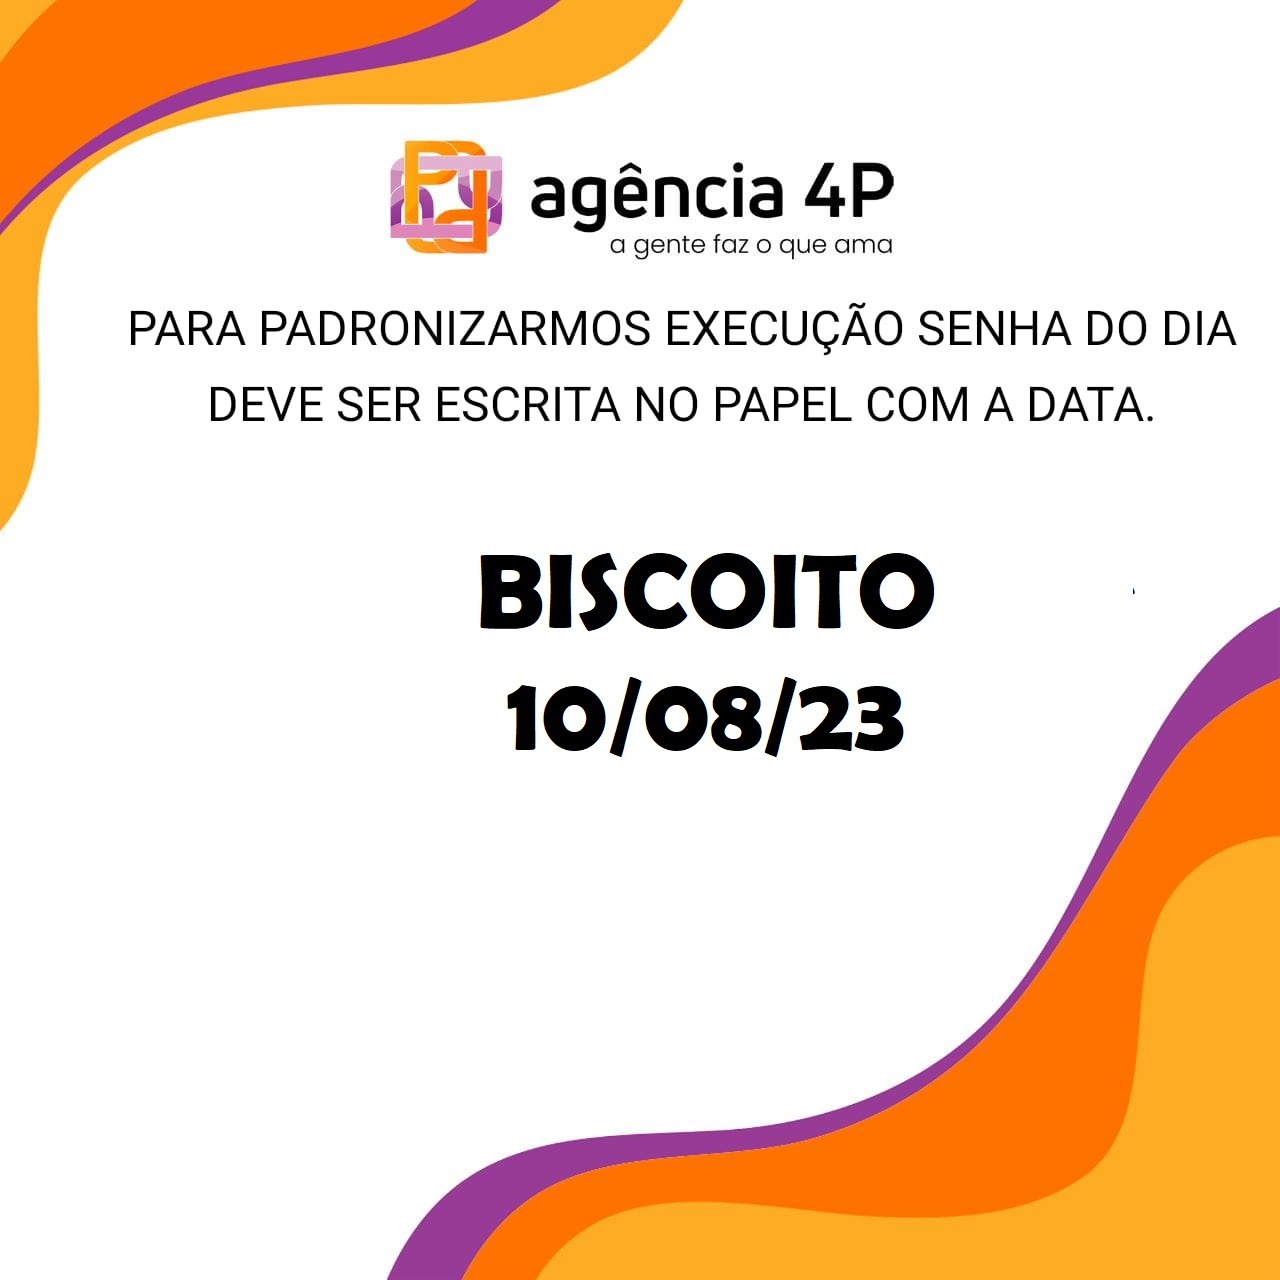 agência 4P
a gente faz o que ama
PARA PADRONIZARMOS EXECUÇÃO SENHA DO DIA
DEVE SER ESCRITA NO PAPEL COM A DATA.
BISCOITO
10/08/23